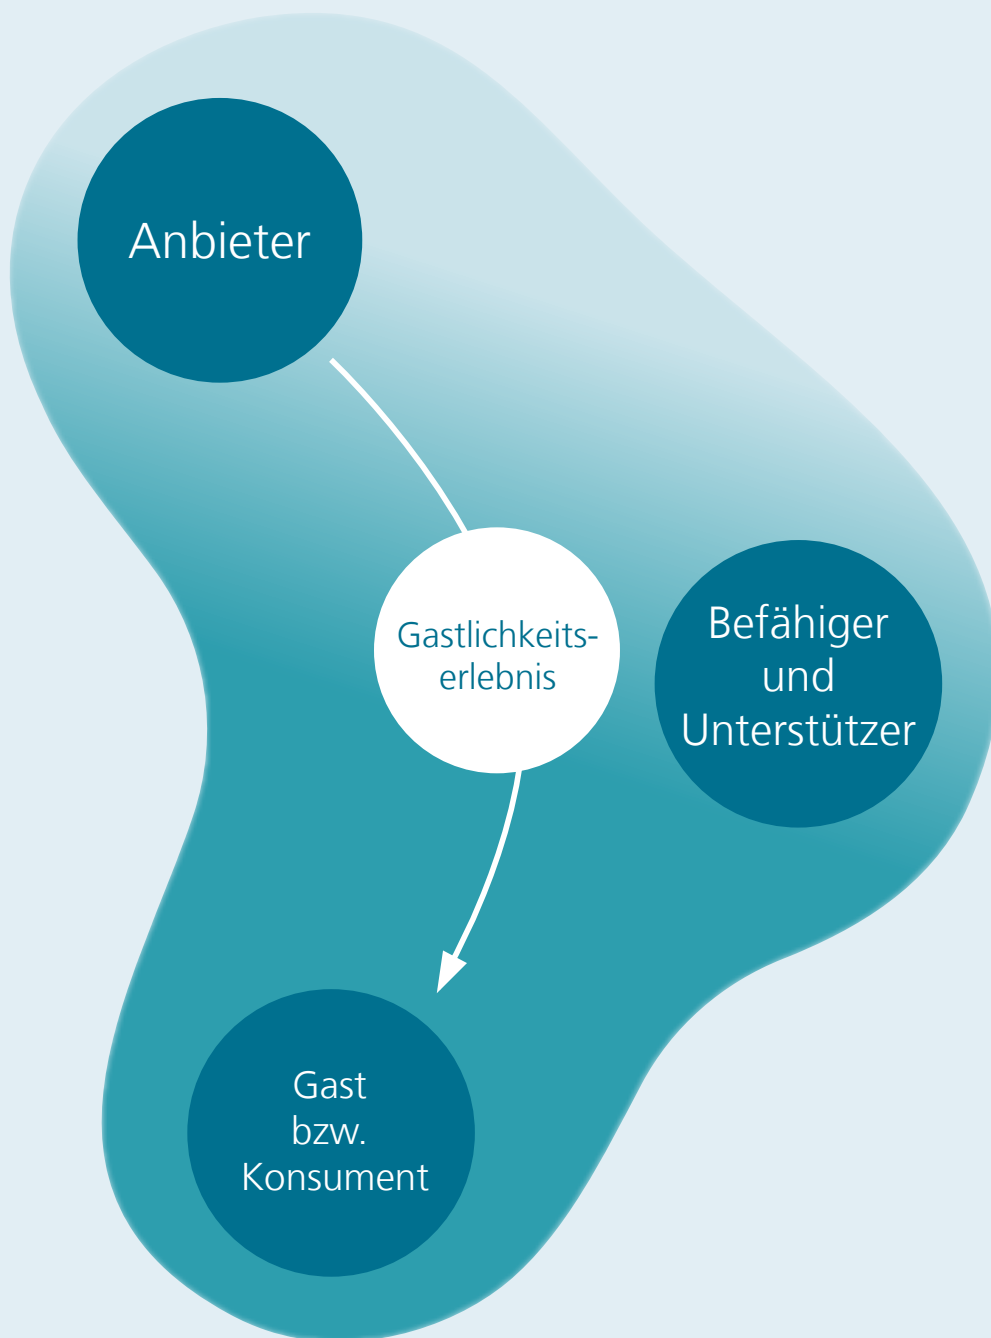 Anbieter
Gastlichkeits-
erlebnis
Befähiger
und
Unterstützer
Gast
bzw.
Konsument